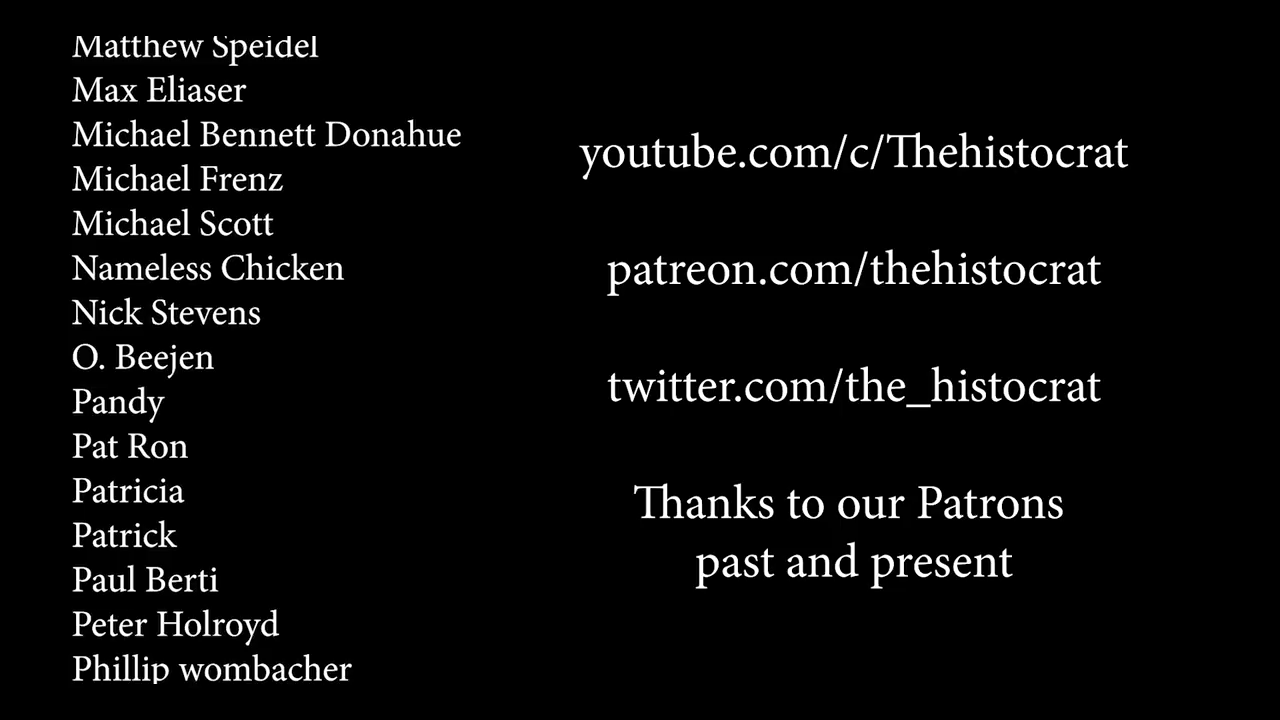 Matthew Speidel
Max Eliaser
Michael Bennett Donahue
Michael Frenz
Michael Scott
Nameless Chicken
Nick Stevens
O. Beejen
Pandy
Pat Ron
Patricia
Patrick
Paul Berti
Peter Holroyd
Phillip wombacher
youtube.com/c/Thehistocrat
patreon.com/thehistocrat
twitter.com/the_histocrat
Thanks to our Patrons
past and present